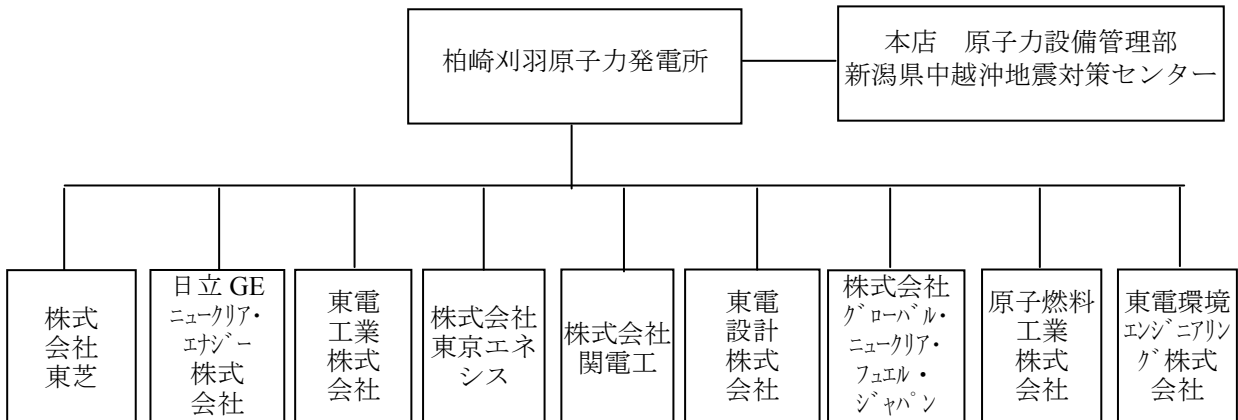 柏崎刈羽原子力発電所
本店　原子力設備管理部
新潟県中越沖地震対策センター
株式
会社
東芝
日立 GE
ニュークリア・
エナジー
株式
会社
東電
工業
株式
会社
株式会社
東京エネ
シス
株式会社
関電工
東電
設計
株式
会社
株式会社
グローバル・
ニュークリア・
フュエル・
ジャパン
原子燃料
工業
株式
会社
東電環境
エンジニアリン
グ株式
会社